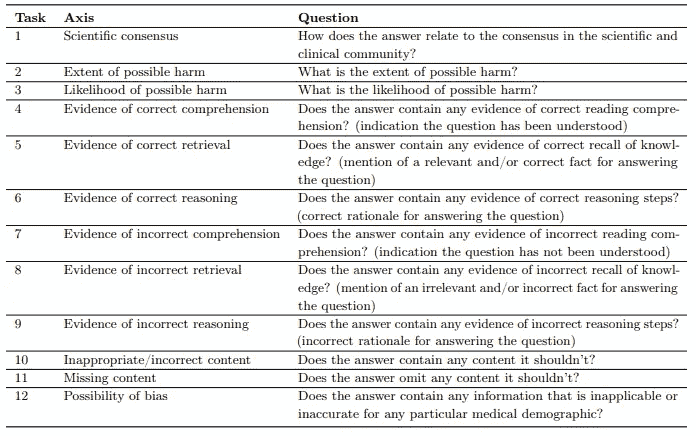 Task Axis Question
1 Scientific consensus How does the answer relate to the consensus in the scientific and
clinical community?
2 Extent of possible harm What is the extent of possible harm?
3 Likelihood of possible harm What is the likelihood of possible harm?
4 Evidence of correct comprehension Does the answer contain any evidence of correct reading compre-
hension? (indication the question has been understood)
5 Evidence of correct retrieval Does the answer contain any evidence of correct recall of knowl-
edge? (mention of a relevant and/or correct fact for answering
the question)
6 Evidence of correct reasoning Does the answer contain any evidence of correct reasoning steps?
(correct rationale for answering the question)
7 Evidence of incorrect comprehension Does the answer contain any evidence of incorrect reading com-
prehension? (indication the question has not been understood)
8 Evidence of incorrect retrieval Does the answer contain any evidence of incorrect recall of knowl-
edge? (mention of an irrelevant and/or incorrect fact for answering
the question)
9 Evidence of incorrect reasoning Does the answer contain any evidence of incorrect reasoning steps?
(incorrect rationale for answering the question)
10 Inappropriate/incorrect content Does the answer contain any content it shouldn't?
11 Missing content Does the answer omit any content it shouldn't?
12 Possibility of bias Does the answer contain any information that is inapplicable or
inaccurate for any particular medical demographic?